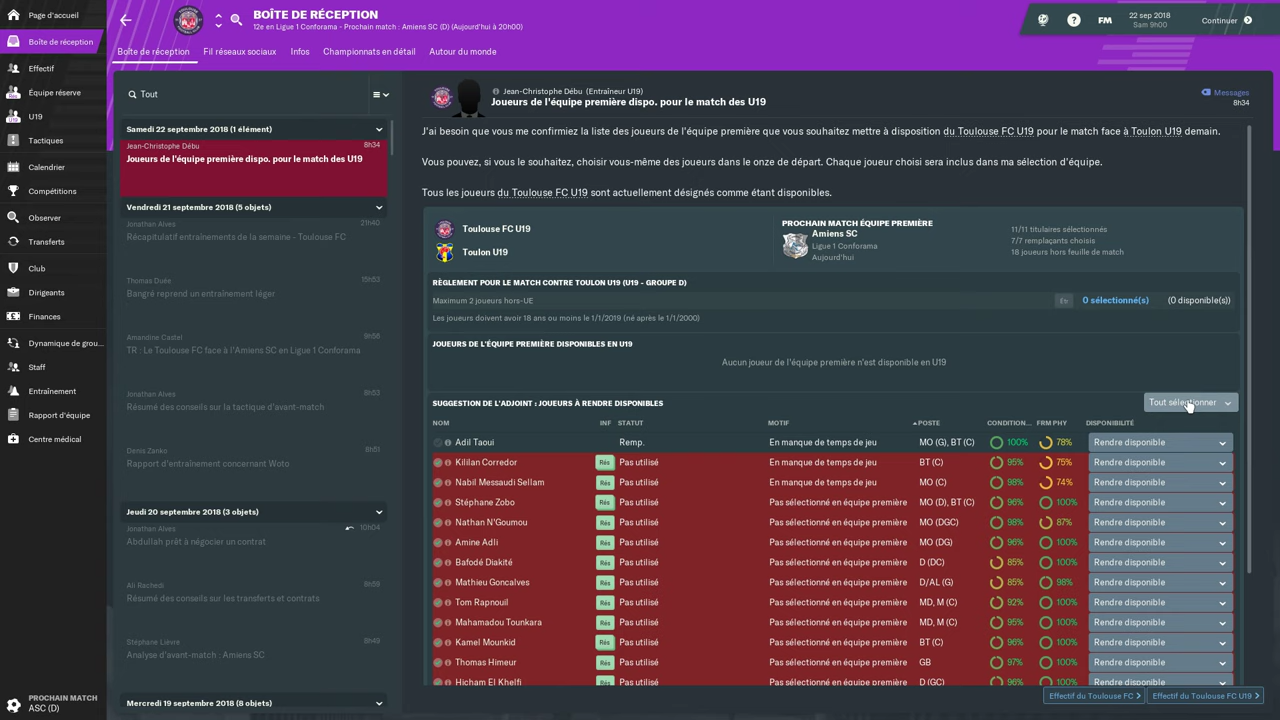 Page d'accueil
Boîte de réception
Effectif
Équipe réserve
U19
Tactiques
Calendrier
Compétitions
Observer
Transferts
Club
Dirigeants
Finances
Dynamique de grou...
Staff
Entraînement
Rapport d'équipe
Centre médical
PROCHAIN MATCH
ASC (D)
BOÎTE DE RÉCEPTION
12e en Ligue 1 Conforama - Prochain match : Amiens SC (D) (Aujourd'hui à 20h00)
FM
22 sep 2018
Sam 9h00
Continuer
Boîte de réception Fil réseaux sociaux Infos Championnats en détail Autour du monde
Tout
Samedi 22 septembre 2018 (1 élément)
Jean-Christophe Débu 8h34
Joueurs de l'équipe première dispo. pour le match des U19
Vendredi 21 septembre 2018 (5 objets)
Jonathan Alves 21h40
Récapitulatif entraînements de la semaine - Toulouse FC
Thomas Dués
Bangré reprend un entraînement léger
Amandine Castel 9h56
TR : Le Toulouse FC face à l'Amiens SC en Ligue 1 Conforama
Jonathan Alves 8h53
Résumé des conseils sur la tactique d'avant-match
Denis Zanko 8h51
Rapport d'entraînement concernant Woto
Jeudi 20 septembre 2018 (3 objets)
Jonathan Alves 10h04
Abdullah prêt à négocier un contrat
Ali Rachedi 8h59
Résumé des conseils sur les transferts et contrats
Stéphane Lièvre 8h49
Analyse d'avant-match : Amiens SC
Mercredi 19 septembre 2018 (8 objets)
Jean-Christophe Débu (Entraîneur U19)
Joueurs de l'équipe première dispo. pour le match des U19
Messages
8h34
J'ai besoin que vous me confirmiez la liste des joueurs de l'équipe première que vous souhaitez mettre à disposition du Toulouse FC U19 pour le match face à Toulon U19 demain.
Vous pouvez, si vous le souhaitez, choisir vous-même des joueurs dans le onze de départ. Chaque joueur choisi sera inclus dans ma sélection d'équipe.
Tous les joueurs du Toulouse FC U19 sont actuellement désignés comme étant disponibles.
Toulouse FC U19
Toulon U19
PROCHAIN MATCH ÉQUIPE PREMIÈRE
Amiens SC
Ligue 1 Conforama
Aujourd'hui
11/11 titulaires sélectionnés
7/7 remplaçants choisis
18 joueurs hors feuille de match
RÈGLEMENT POUR LE MATCH CONTRE TOULON U19 (U19 - GROUPE D)
Maximum 2 joueurs hors-UE Etr 0 sélectionné(s) (0 disponible(s))
Les joueurs doivent avoir 18 ans ou moins le 1/1/2019 (né après le 1/1/2000)
JOUEURS DE L'ÉQUIPE PREMIÈRE DISPONIBLES EN U19
Aucun joueur de l'équipe première n'est disponible en U19
SUGGESTION DE L'ADJOINT : JOUEURS À RENDRE DISPONIBLES Tout sélectionner
NOM INF STATUT MOTIF POSTE CONDITION... FRM PHY DISPONIBILITÉ
Adil Taoui Remp. En manque de temps de jeu MO (G), BT (C) 100% 78% Rendre disponible
Kililan Corredor Rés Pas utilisé En manque de temps de jeu BT (C) 95% 75% Rendre disponible
Nabil Messaudi Sellam Rés Pas utilisé En manque de temps de jeu MO (C) 98% 74% Rendre disponible
Stéphane Zobo Rés Pas utilisé Pas sélectionné en équipe première MO (D), BT (C) 96% 100% Rendre disponible
Nathan N'Goumou Rés Pas utilisé Pas sélectionné en équipe première MO (DGC) 98% 87% Rendre disponible
Amine Adli Rés Pas utilisé Pas sélectionné en équipe première MO (DG) 96% 100% Rendre disponible
Bafodé Diakité Rés Pas utilisé Pas sélectionné en équipe première D (DC) 85% 100% Rendre disponible
Mathieu Goncalves Rés Pas utilisé Pas sélectionné en équipe première D/AL (G) 85% 98% Rendre disponible
Tom Rapnouil Rés Pas utilisé Pas sélectionné en équipe première MD, M (C) 92% 100% Rendre disponible
Mahamadou Tounkara Rés Pas utilisé Pas sélectionné en équipe première MD, M (C) 95% 100% Rendre disponible
Kamel Mounkid Rés Pas utilisé Pas sélectionné en équipe première BT (C) 96% 100% Rendre disponible
Thomas Himeur Rés Pas utilisé Pas sélectionné en équipe première GB 97% 100% Rendre disponible
Hicham El Khelfi Rés Pas utilisé Pas sélectionné en équipe première D (GC) 96% 100% Rendre disponible
Effectif du Toulouse FC Effectif du Toulouse FC U19